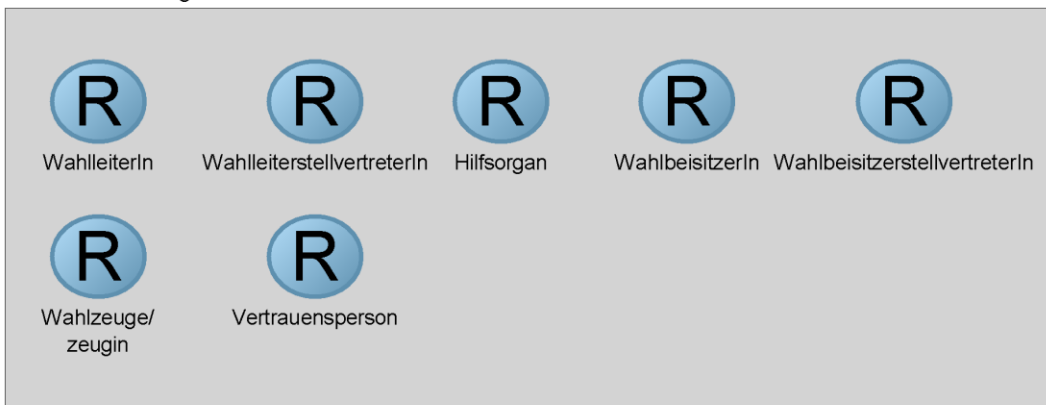 R R R R R
WahlleiterIn WahlleiterstellvertreterIn Hilfsorgan WahlbeisitzerIn WahlbeisitzerstellvertreterIn
R R
Wahlzeuge/ Vertrauensperson
zeugin